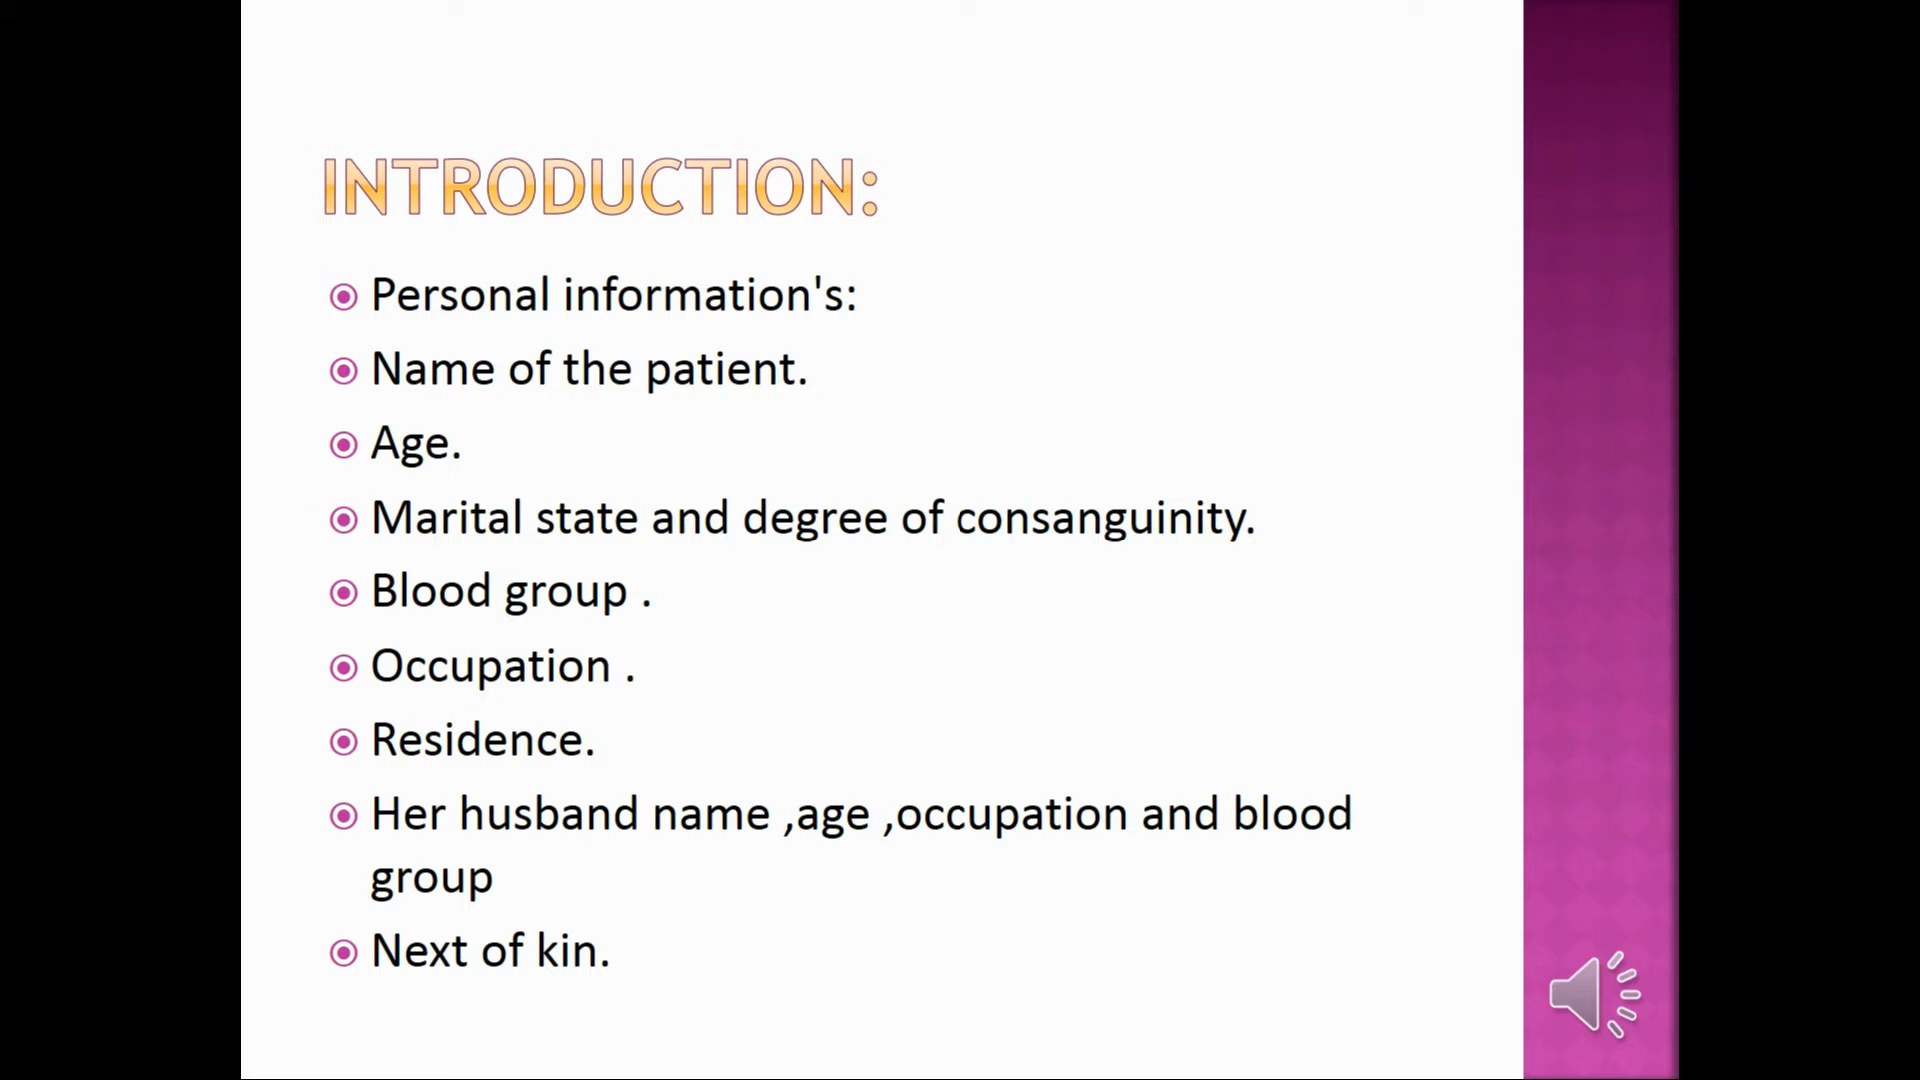 INTRODUCTION:
Personal information's:
Name of the patient.
Age.
Marital state and degree of consanguinity.
Blood group .
Occupation .
Residence.
Her husband name ,age ,occupation and blood
group
Next of kin.